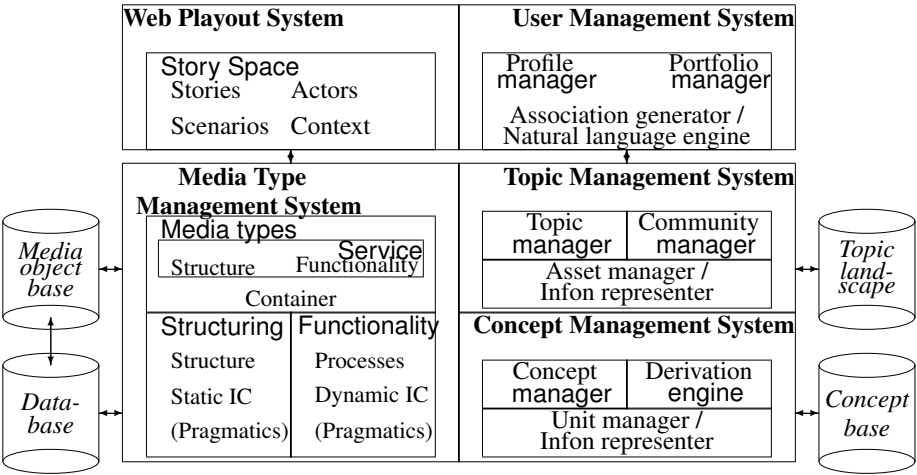 Web Playout System
Story Space
Stories Actors
Scenarios Context
User Management System
Profile manager
Portfolio manager
Association generator /
Natural language engine
Media Type
Management System
Media types
Service
Structure Functionality
Container
Structuring
Structure
Static IC
(Pragmatics)
Functionality
Processes
Dynamic IC
(Pragmatics)
Topic Management System
Topic
manager
Community
manager
Asset manager /
Infon representer
Concept Management System
Concept
manager
Derivation
engine
Unit manager /
Infon representer
Media
object
base
Data-
base
Topic
land-
scape
Concept
base